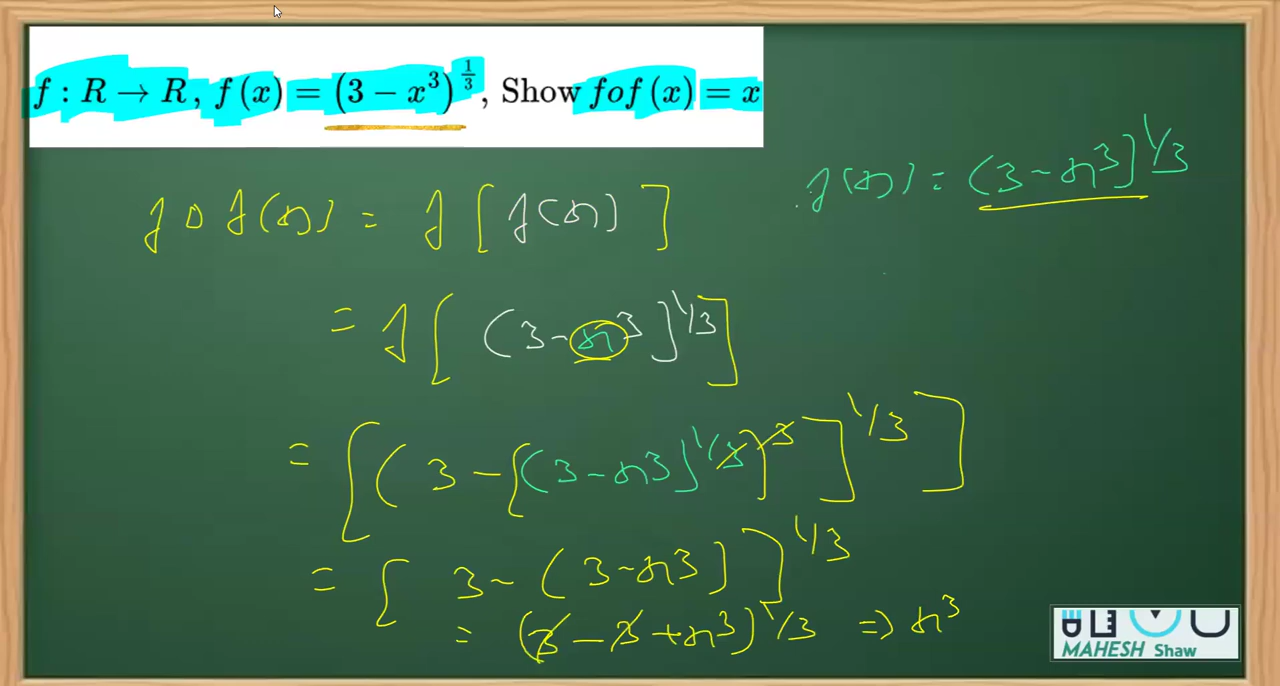 f : R → R, f(x) = (3 − x³)^(1/3), Show fof(x) = x
f(x) = (3 − x³)^1/3
f o f(x) = f [ f(x) ]
= f [ (3 − x³)^1/3 ]
= [ (3 − [(3 − x³)^1/3]^3 ]^1/3 ]
= [ 3 − (3 − x³) ]^1/3
= (3 − 3 + x³)^1/3 ⇒ x³
MAHESH Shaw